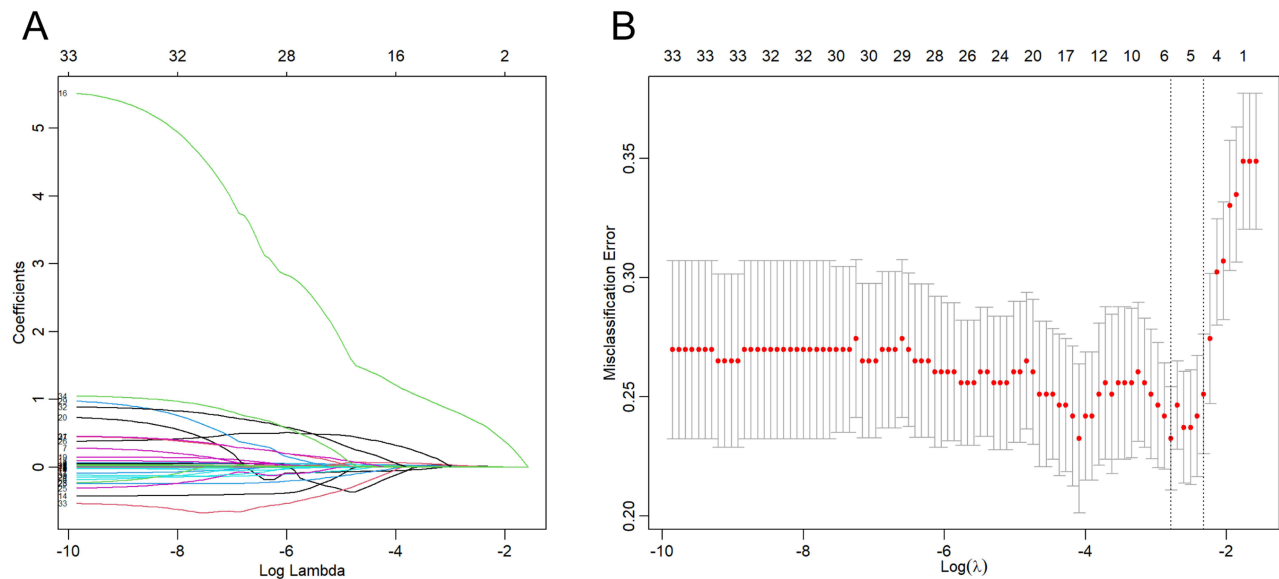 A
33 32 28 16 2
Coefficients
5
4
3
2
1
0
16
34
32
20
7
19
25
14
33
-10 -8 -6 -4 -2
Log Lambda
B
33 33 33 32 32 30 30 29 28 26 24 20 17 12 10 6 5 4 1
Misclassification Error
0.35
0.30
0.25
0.20
-10 -8 -6 -4 -2
Log(λ)